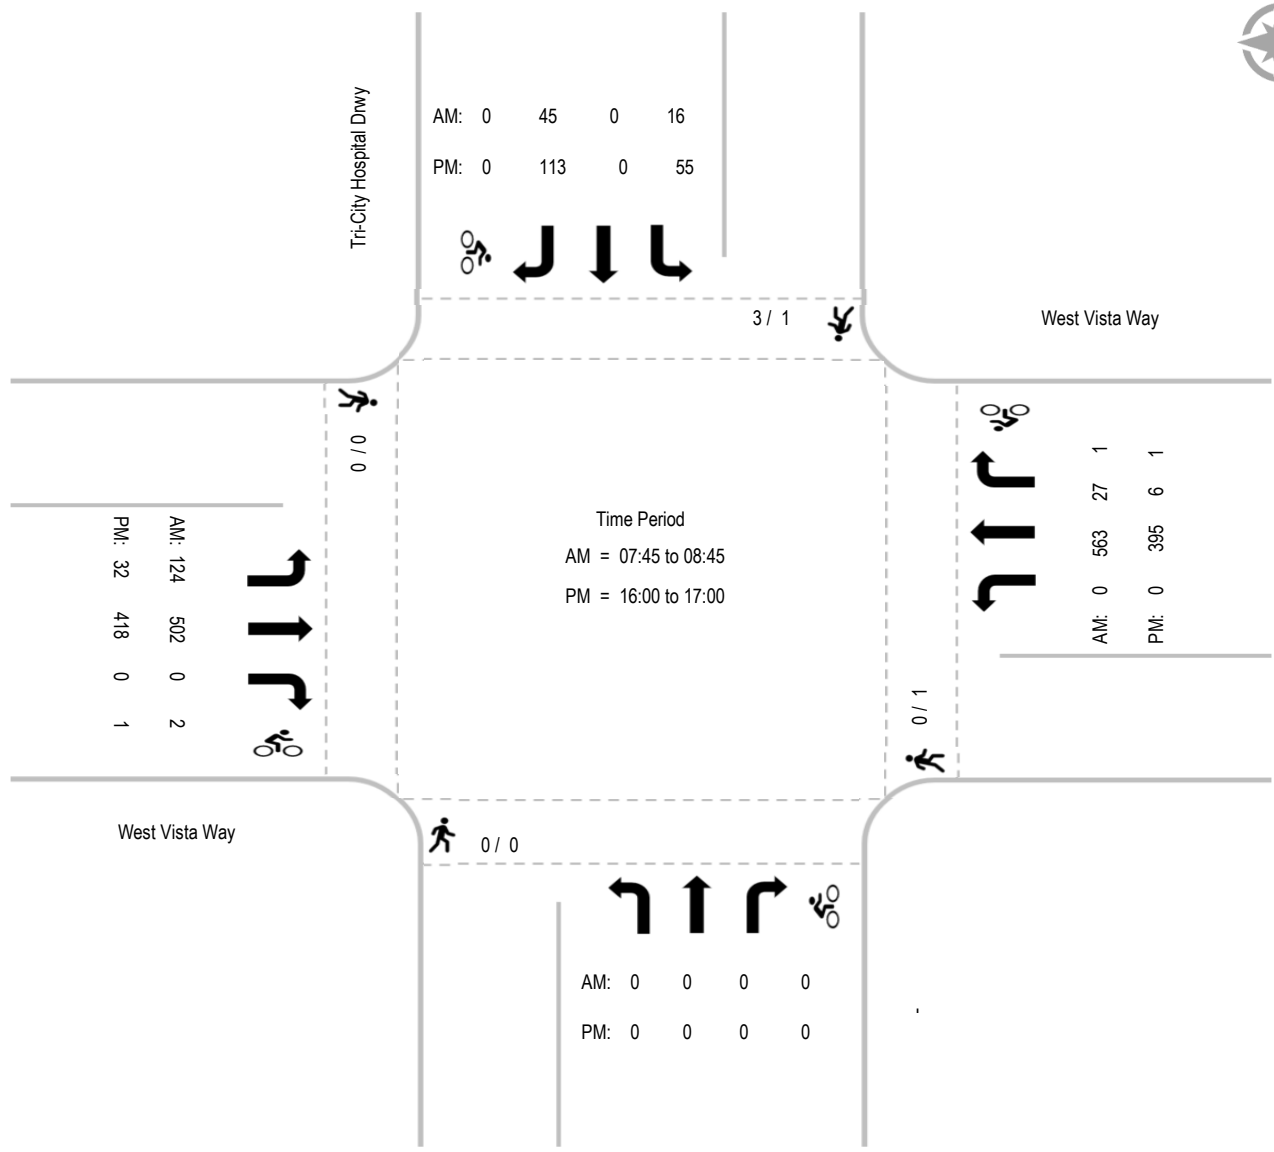 Tri-City Hospital Drwy
AM: 0 45 0 16
PM: 0 113 0 55
3 / 1
West Vista Way
0 / 0
AM: 124 502 0 2
PM: 32 418 0 1
Time Period
AM = 07:45 to 08:45
PM = 16:00 to 17:00
AM: 0 563 27 1
PM: 0 395 6 1
0 / 1
West Vista Way
0 / 0
AM: 0 0 0 0
PM: 0 0 0 0